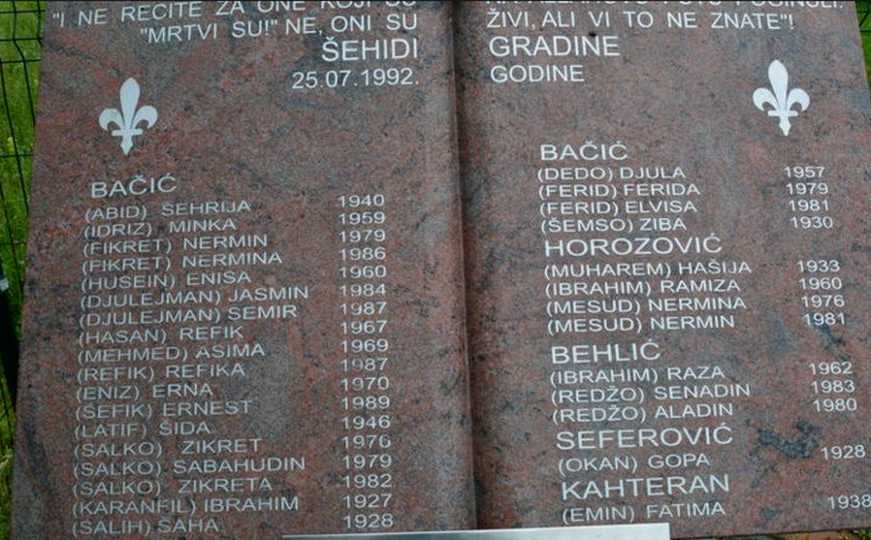 "I NE RECITE ZA ONE KOJI SU
"MRTVI SU!" NE, ONI SU
ŠEHIDI
25.07.1992.
BAČIĆ
(ABID) ŠEHRIJA 1940
(IDRIZ) MINKA 1959
(FIKRET) NERMIN 1979
(FIKRET) NERMINA 1986
(HUSEIN) ENISA 1960
(DJULEJMAN) JASMIN 1984
(DJULEJMAN) SEMIR 1987
(HASAN) REFIK 1967
(MEHMED) ASIMA 1969
(REFIK) REFIKA 1987
(ENIZ) ERNA 1970
(ŠEFIK) ERNEST 1989
(LATIF) ŠIDA 1946
(SALKO) ZIKRET 1976
(SALKO) SABAHUDIN 1979
(SALKO) ZIKRETA 1982
(KARANFIL) IBRAHIM 1927
(SALIH) SAHA 1928
ŽIVI, ALI VI TO NE ZNATE"!
GRADINE
GODINE
BAČIĆ
(DEDO) DJULA 1957
(FERID) FERIDA 1979
(FERID) ELVISA 1981
(ŠEMSO) ZIBA 1930
HOROZOVIĆ
(MUHAREM) HAŠIJA 1933
(IBRAHIM) RAMIZA 1960
(MESUD) NERMINA 1976
(MESUD) NERMIN 1981
BEHLIĆ
(IBRAHIM) RAZA 1962
(REDŽO) SENADIN 1983
(REDŽO) ALADIN 1980
SEFEROVIĆ
(OKAN) GOPA 1928
KAHTERAN
(EMIN) FATIMA 1938